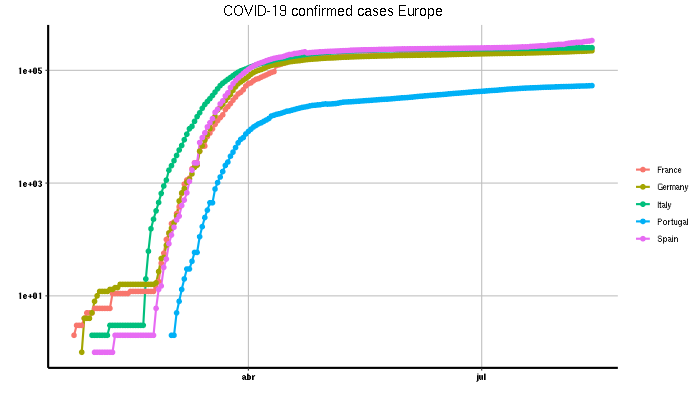 COVID-19 confirmed cases Europe
1e+05
1e+03
1e+01
abr
jul
France
Germany
Italy
Portugal
Spain